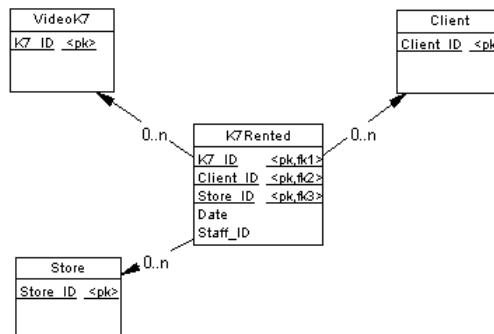 VideoK7
K7_ID <pk>
Client
Client_ID <pk
0..n
0..n
K7Rented
K7_ID <pk,fk1>
Client_ID <pk,fk2>
Store_ID <pk,fk3>
Date
Staff_ID
0..n
Store
Store_ID <pk>